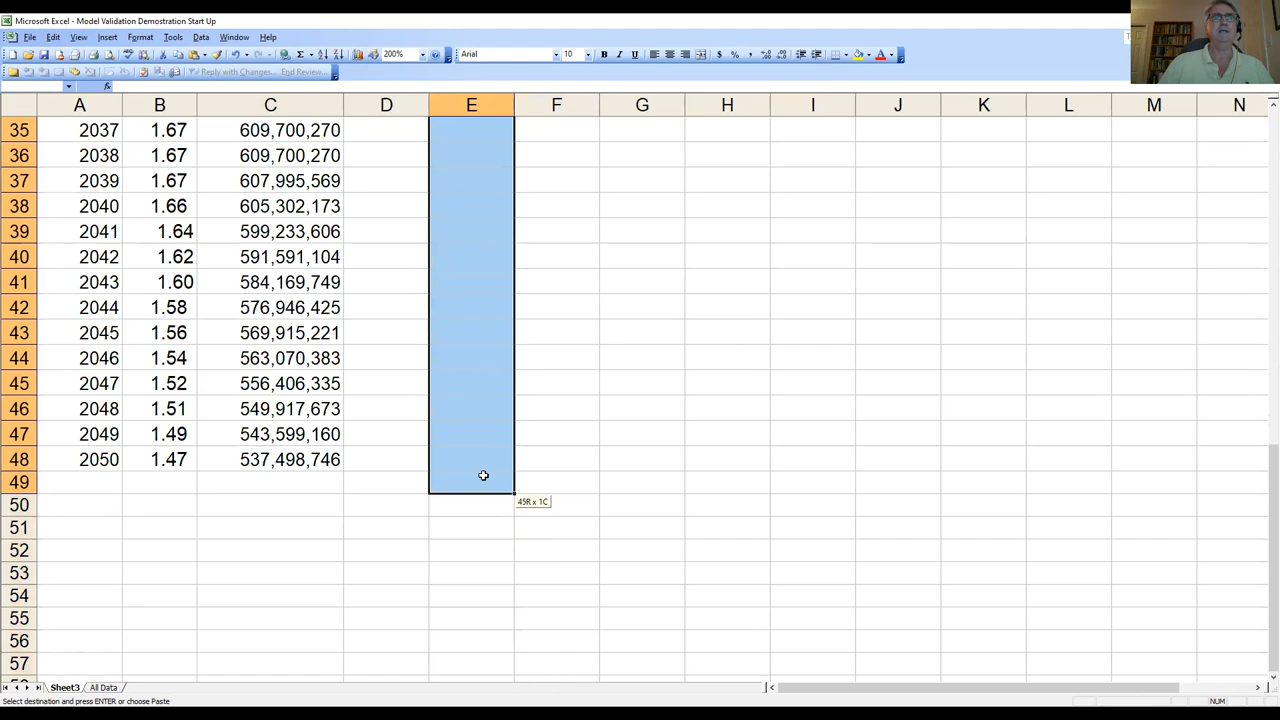 Microsoft Excel - Model Validation Demostration Start Up
File Edit View Insert Format Tools Data Window Help
200% Arial 10 B I U $ % ,
Reply with Changes... End Review...
fx
A B C D E F G H I J K L M N
35 2037 1.67 609,700,270
36 2038 1.67 609,700,270
37 2039 1.67 607,995,569
38 2040 1.66 605,302,173
39 2041 1.64 599,233,606
40 2042 1.62 591,591,104
41 2043 1.60 584,169,749
42 2044 1.58 576,946,425
43 2045 1.56 569,915,221
44 2046 1.54 563,070,383
45 2047 1.52 556,406,335
46 2048 1.51 549,917,673
47 2049 1.49 543,599,160
48 2050 1.47 537,498,746
49
50 45R x 1C
51
52
53
54
55
56
57
Sheet3 All Data
Select destination and press ENTER or choose Paste NUM